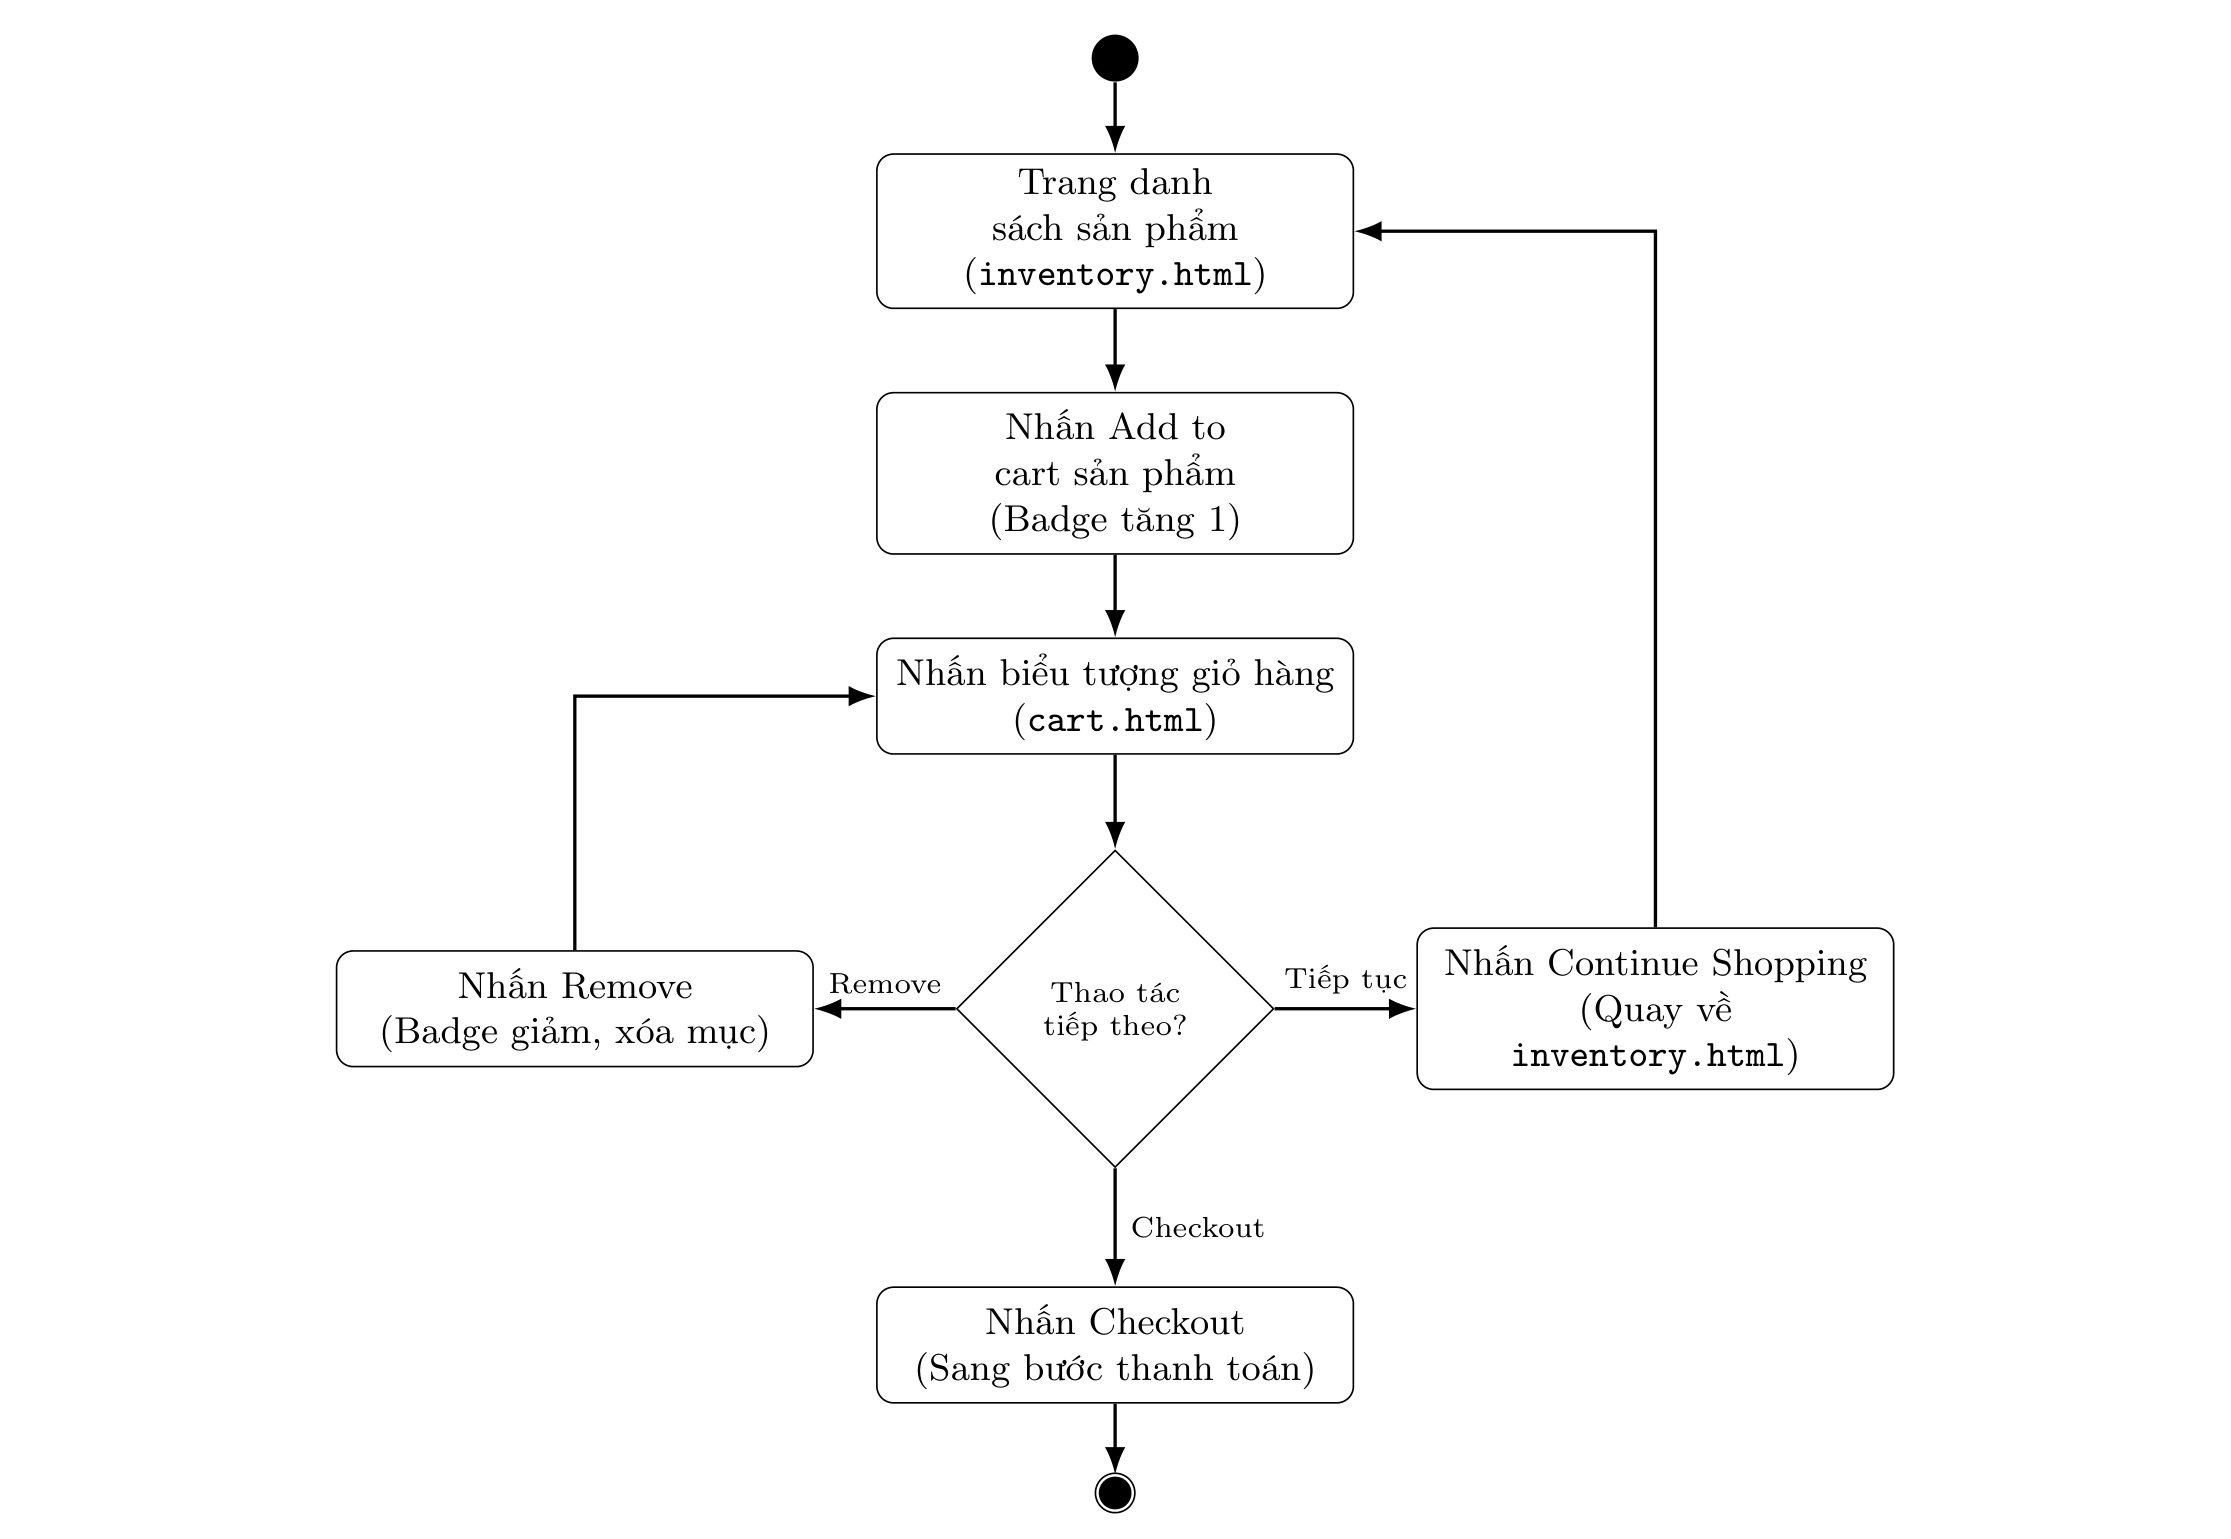 Trang danh
sách sản phẩm
(inventory.html)
Nhấn Add to
cart sản phẩm
(Badge tăng 1)
Nhấn biểu tượng giỏ hàng
(cart.html)
Nhấn Remove
(Badge giảm, xóa mục)
Remove
Thao tác
tiếp theo?
Tiếp tục
Nhấn Continue Shopping
(Quay về
inventory.html)
Checkout
Nhấn Checkout
(Sang bước thanh toán)